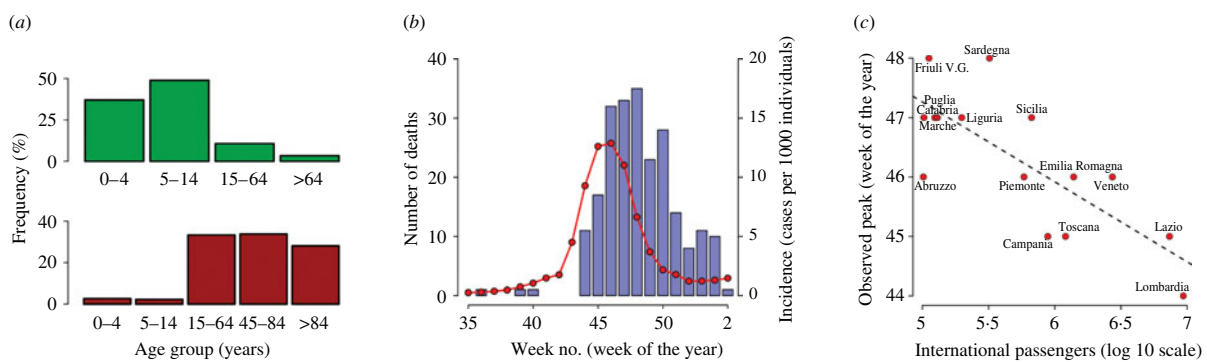 (a)
Frequency (%)
50
25
0
0–4 5–14 15–64 >64
40
20
0
0–4 5–14 15–64 45–84 >84
Age group (years)
(b)
Number of deaths
40
30
20
10
0
35 40 45 50 2
Week no. (week of the year)
20
15
10
5
0
Incidence (cases per 1000 individuals)
(c)
Observed peak (week of the year)
48
47
46
45
44
Sardegna
Friuli V.G.
Puglia
Calabria
Marche
Liguria
Sicilia
Abruzzo
Piemonte
Emilia Romagna
Veneto
Campania
Toscana
Lazio
Lombardia
5 5·5 6 6·5 7
International passengers (log 10 scale)